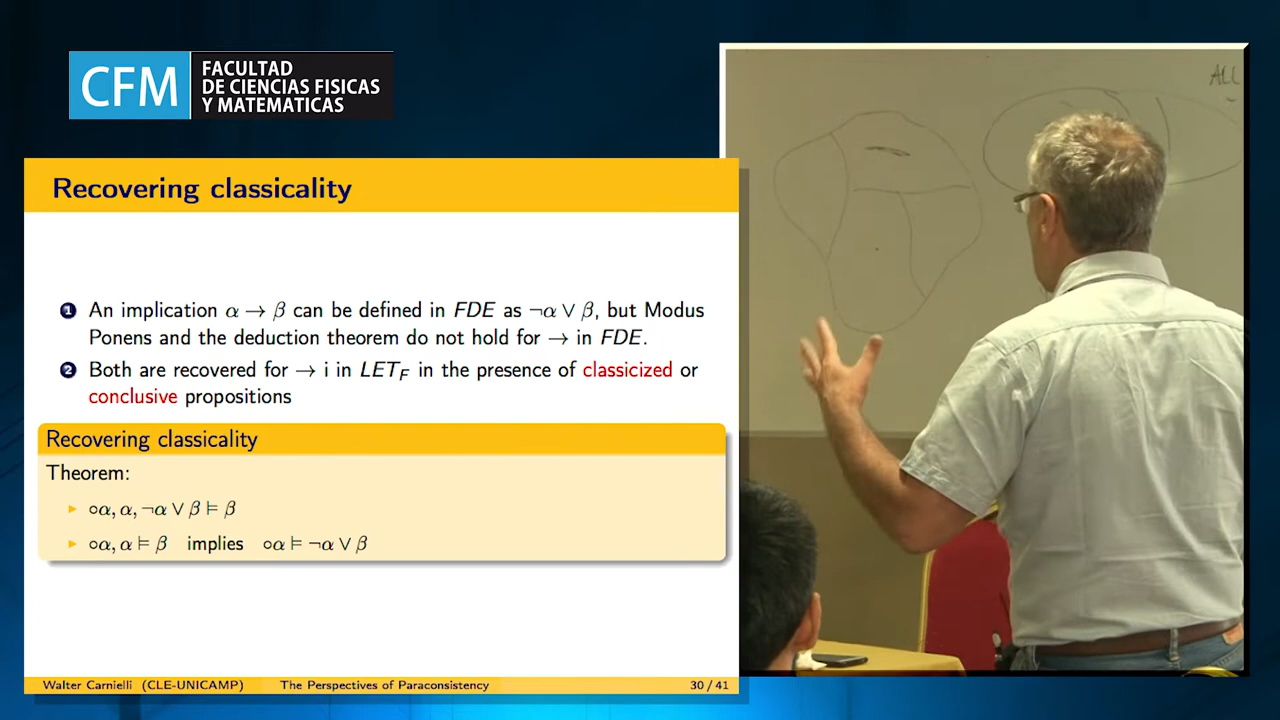 CFM
FACULTAD
DE CIENCIAS FISICAS
Y MATEMATICAS
ALL
Recovering classicality
1 An implication α → β can be defined in FDE as ¬α ∨ β, but Modus
Ponens and the deduction theorem do not hold for → in FDE.
2 Both are recovered for → i in LET_F in the presence of classicized or
conclusive propositions
Recovering classicality
Theorem:
▸ ∘α, α, ¬α ∨ β ⊨ β
▸ ∘α, α ⊨ β implies ∘α ⊨ ¬α ∨ β
Walter Carnielli (CLE-UNICAMP) The Perspectives of Paraconsistency 30 / 41